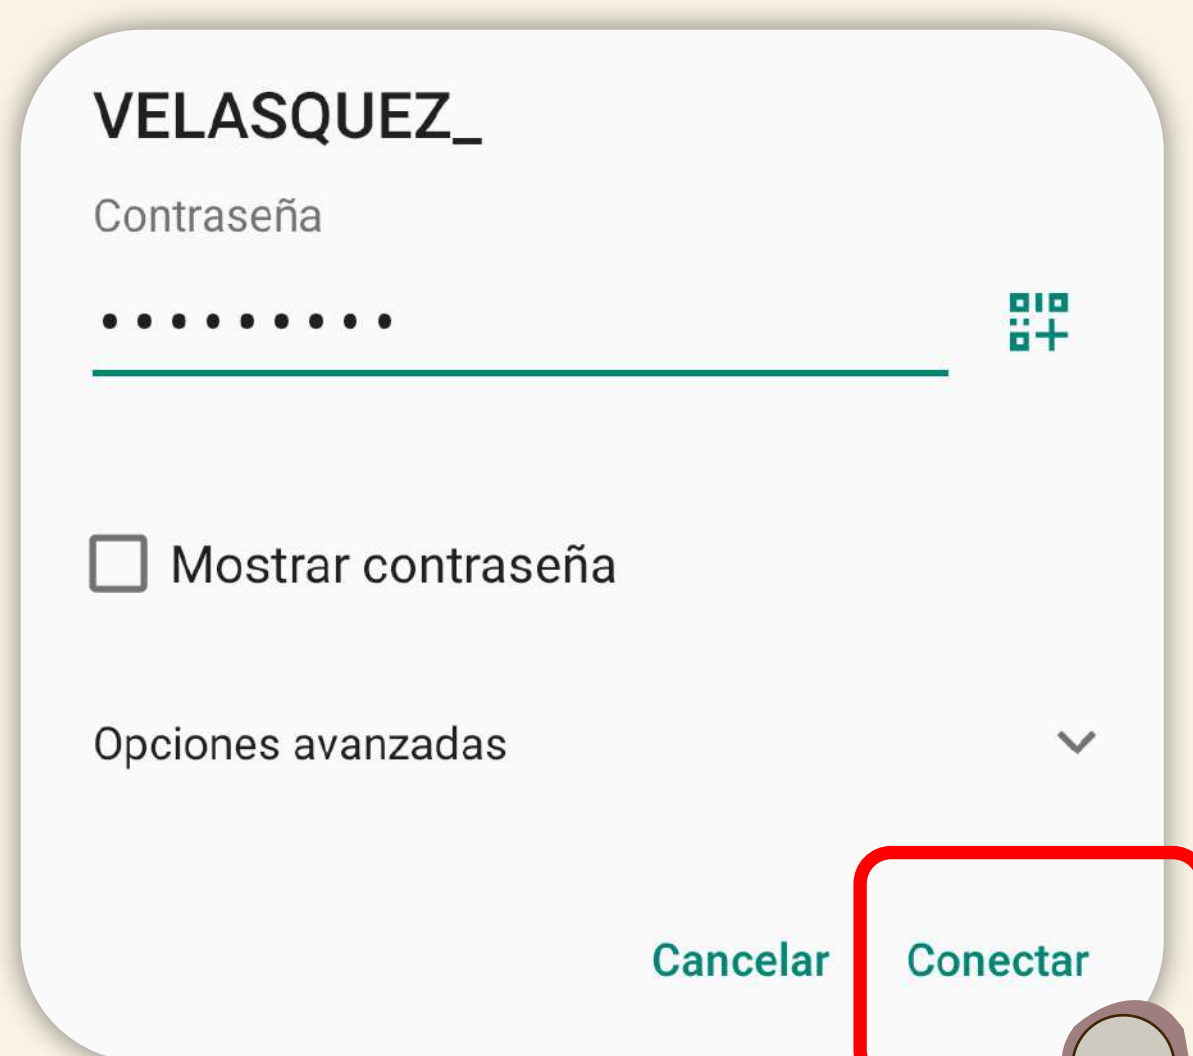 VELASQUEZ_
Contraseña
•••••••••
Mostrar contraseña
Opciones avanzadas
Cancelar
Conectar